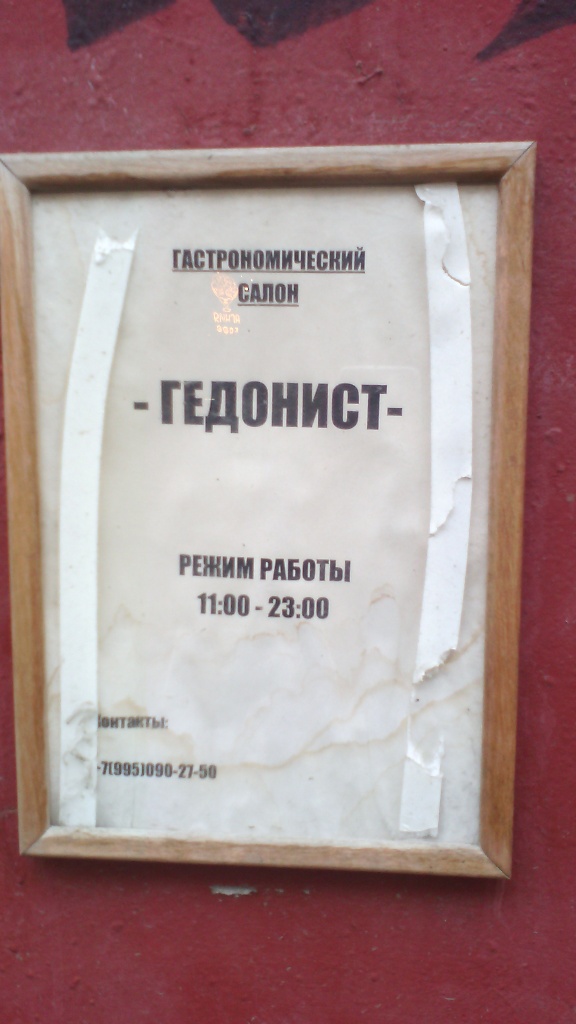 ГАСТРОНОМИЧЕСКИЙ
САЛОН
- ГЕДОНИСТ-
РЕЖИМ РАБОТЫ
11:00 - 23:00
онтакты:
+7(995)090-27-50